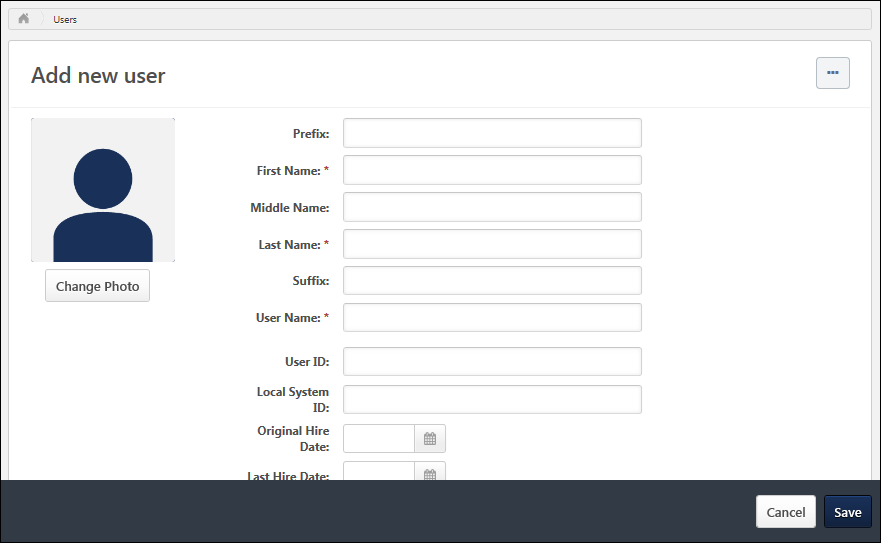 Users
Add new user
Change Photo
Prefix:
First Name: *
Middle Name:
Last Name: *
Suffix:
User Name: *
User ID:
Local System
ID:
Original Hire
Date:
Last Hire Date:
Cancel
Save